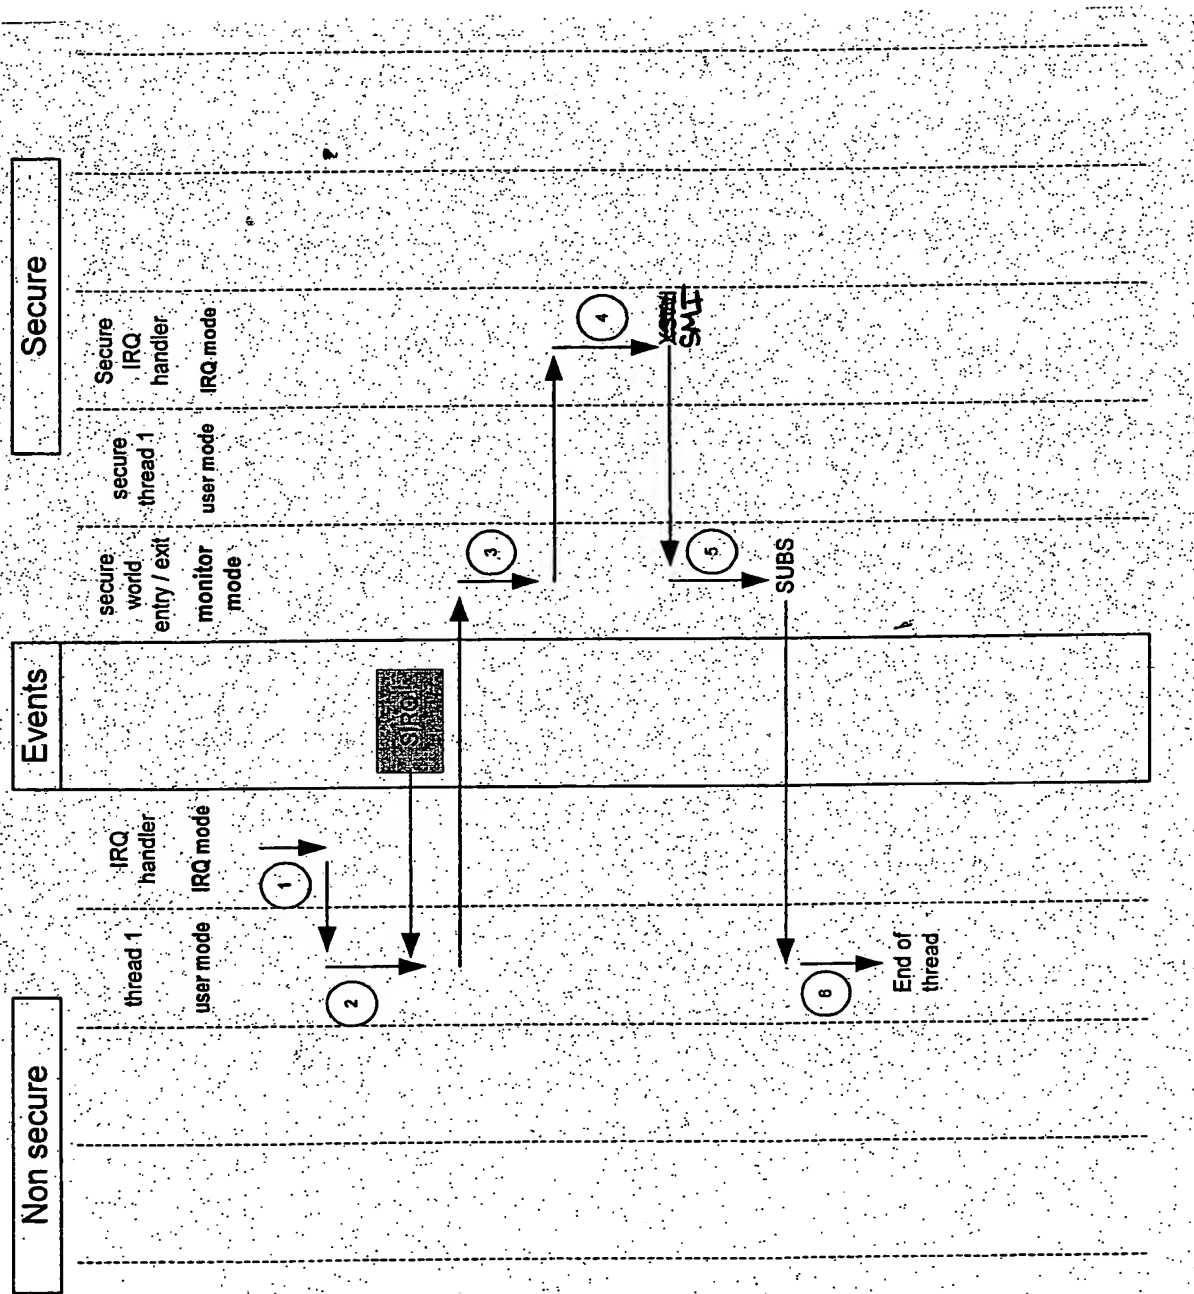 Non secure
Events
Secure
thread 1
user mode
IRQ
handler
IRQ mode
secure
world
entry / exit
monitor
mode
secure
thread 1
user mode
Secure
IRQ
handler
IRQ mode
1
2
SIRQ
3
4
SMI
5
SUBS
6
End of
thread